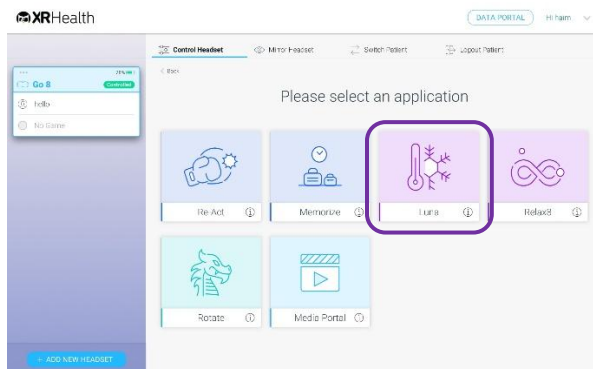 XRHealth
DATA PORTAL
Hi haim
Control Headset
Mirror Headset
Switch Patient
Logout Patient
< Back
Go 8
Controlled
hello
No Game
Please select an application
Re Act
Memorize
Luna
Relax8
Rotate
Media Portal
+ ADD NEW HEADSET